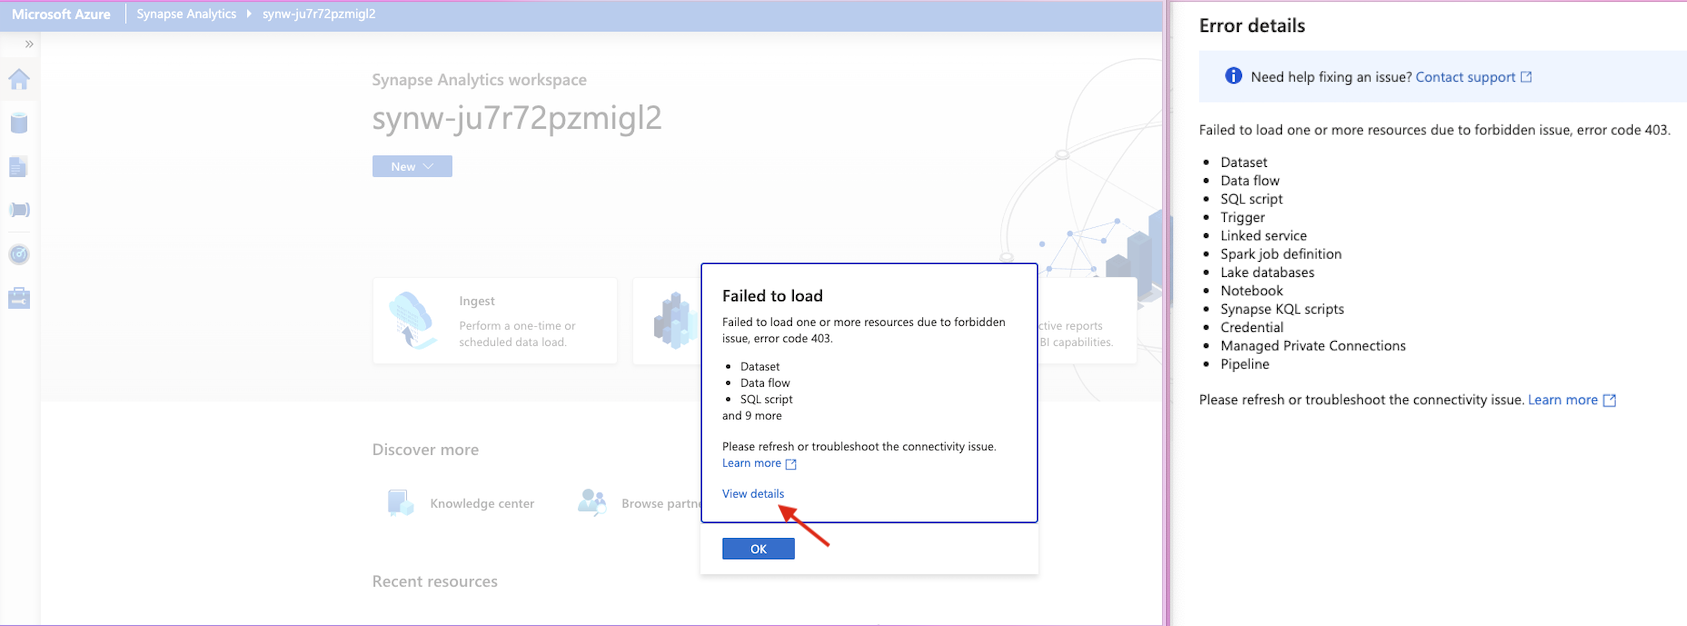 Microsoft Azure
Synapse Analytics
synw-ju7r72pzmigl2
Synapse Analytics workspace
synw-ju7r72pzmigl2
New
Ingest
Perform a one-time or
scheduled data load.
ctive reports
BI capabilities.
Discover more
Knowledge center
Browse partn
Recent resources
Failed to load
Failed to load one or more resources due to forbidden
issue, error code 403.
• Dataset
• Data flow
• SQL script
and 9 more
Please refresh or troubleshoot the connectivity issue.
Learn more
View details
OK
Error details
Need help fixing an issue? Contact support
Failed to load one or more resources due to forbidden issue, error code 403.
• Dataset
• Data flow
• SQL script
• Trigger
• Linked service
• Spark job definition
• Lake databases
• Notebook
• Synapse KQL scripts
• Credential
• Managed Private Connections
• Pipeline
Please refresh or troubleshoot the connectivity issue. Learn more